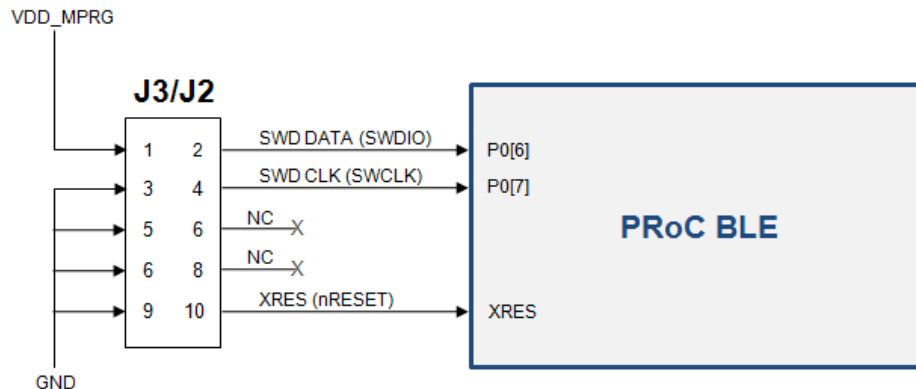 VDD_MPRG
J3/J2
1 2 SWD DATA (SWDIO) P0[6]
3 4 SWD CLK (SWCLK) P0[7]
5 6 NC X
PRoC BLE
6 8 NC X
9 10 XRES (nRESET) XRES
GND